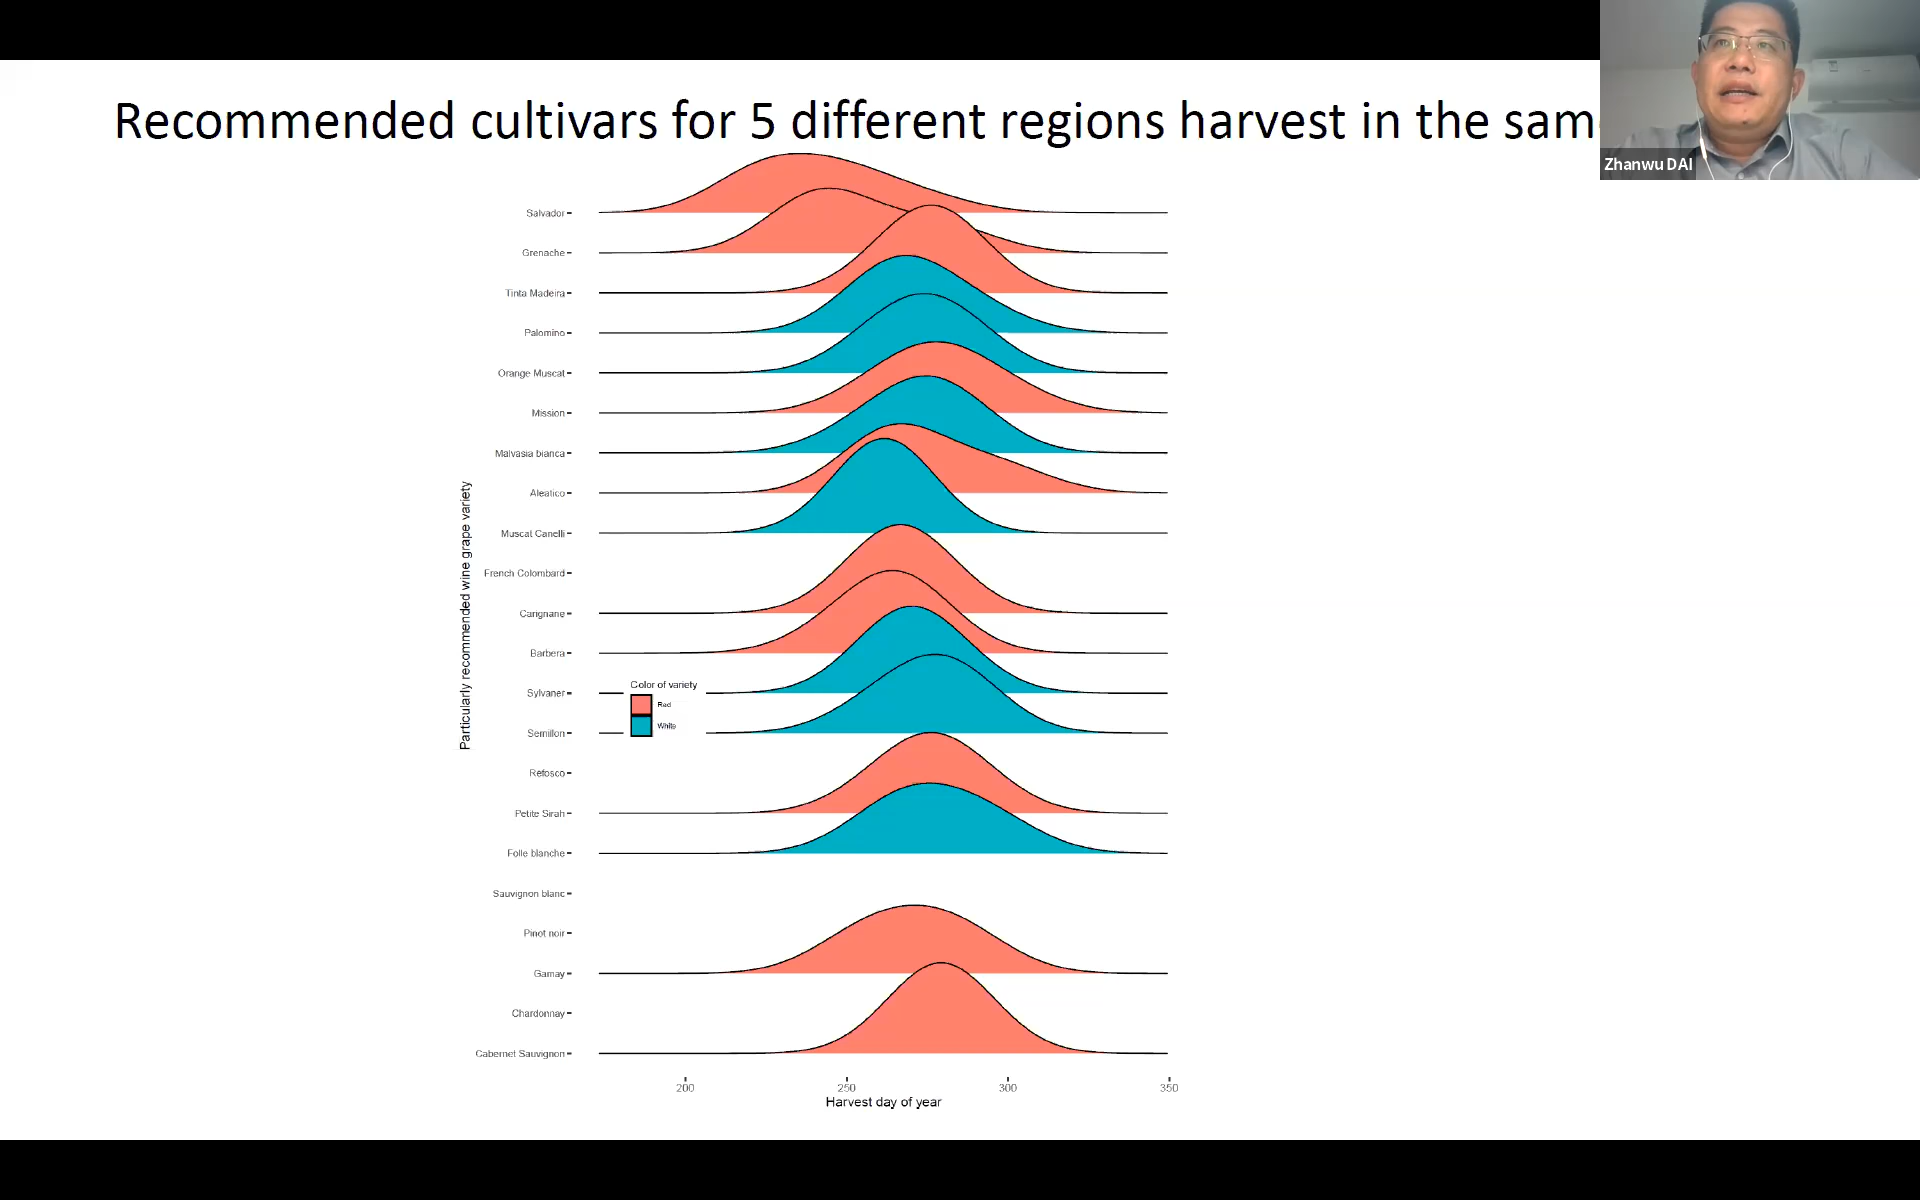 Recommended cultivars for 5 different regions harvest in the sam
Zhanwu DAI
Particularly recommended wine grape variety
Salvador
Grenache
Tinta Madeira
Palomino
Orange Muscat
Mission
Malvasia bianca
Aleatico
Muscat Canelli
French Colombard
Carignane
Barbera
Sylvaner
Semillon
Refosco
Petite Sirah
Folle blanche
Sauvignon blanc
Pinot noir
Gamay
Chardonnay
Cabernet Sauvignon
Color of variety
Red
White
200 250 300 350
Harvest day of year